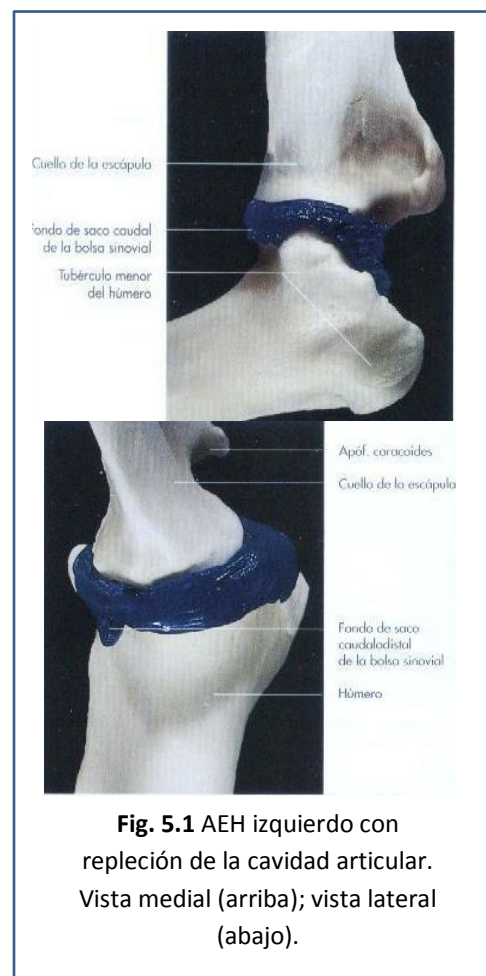 Cuello de la escápula
Fondo de saco caudal
de la bolsa sinovial
Tubérculo menor
del húmero
Apóf. coracoides
Cuello de la escápula
Fondo de saco
caudalodistal
de la bolsa sinovial
Húmero
Fig. 5.1 AEH izquierdo con
repleción de la cavidad articular.
Vista medial (arriba); vista lateral
(abajo).